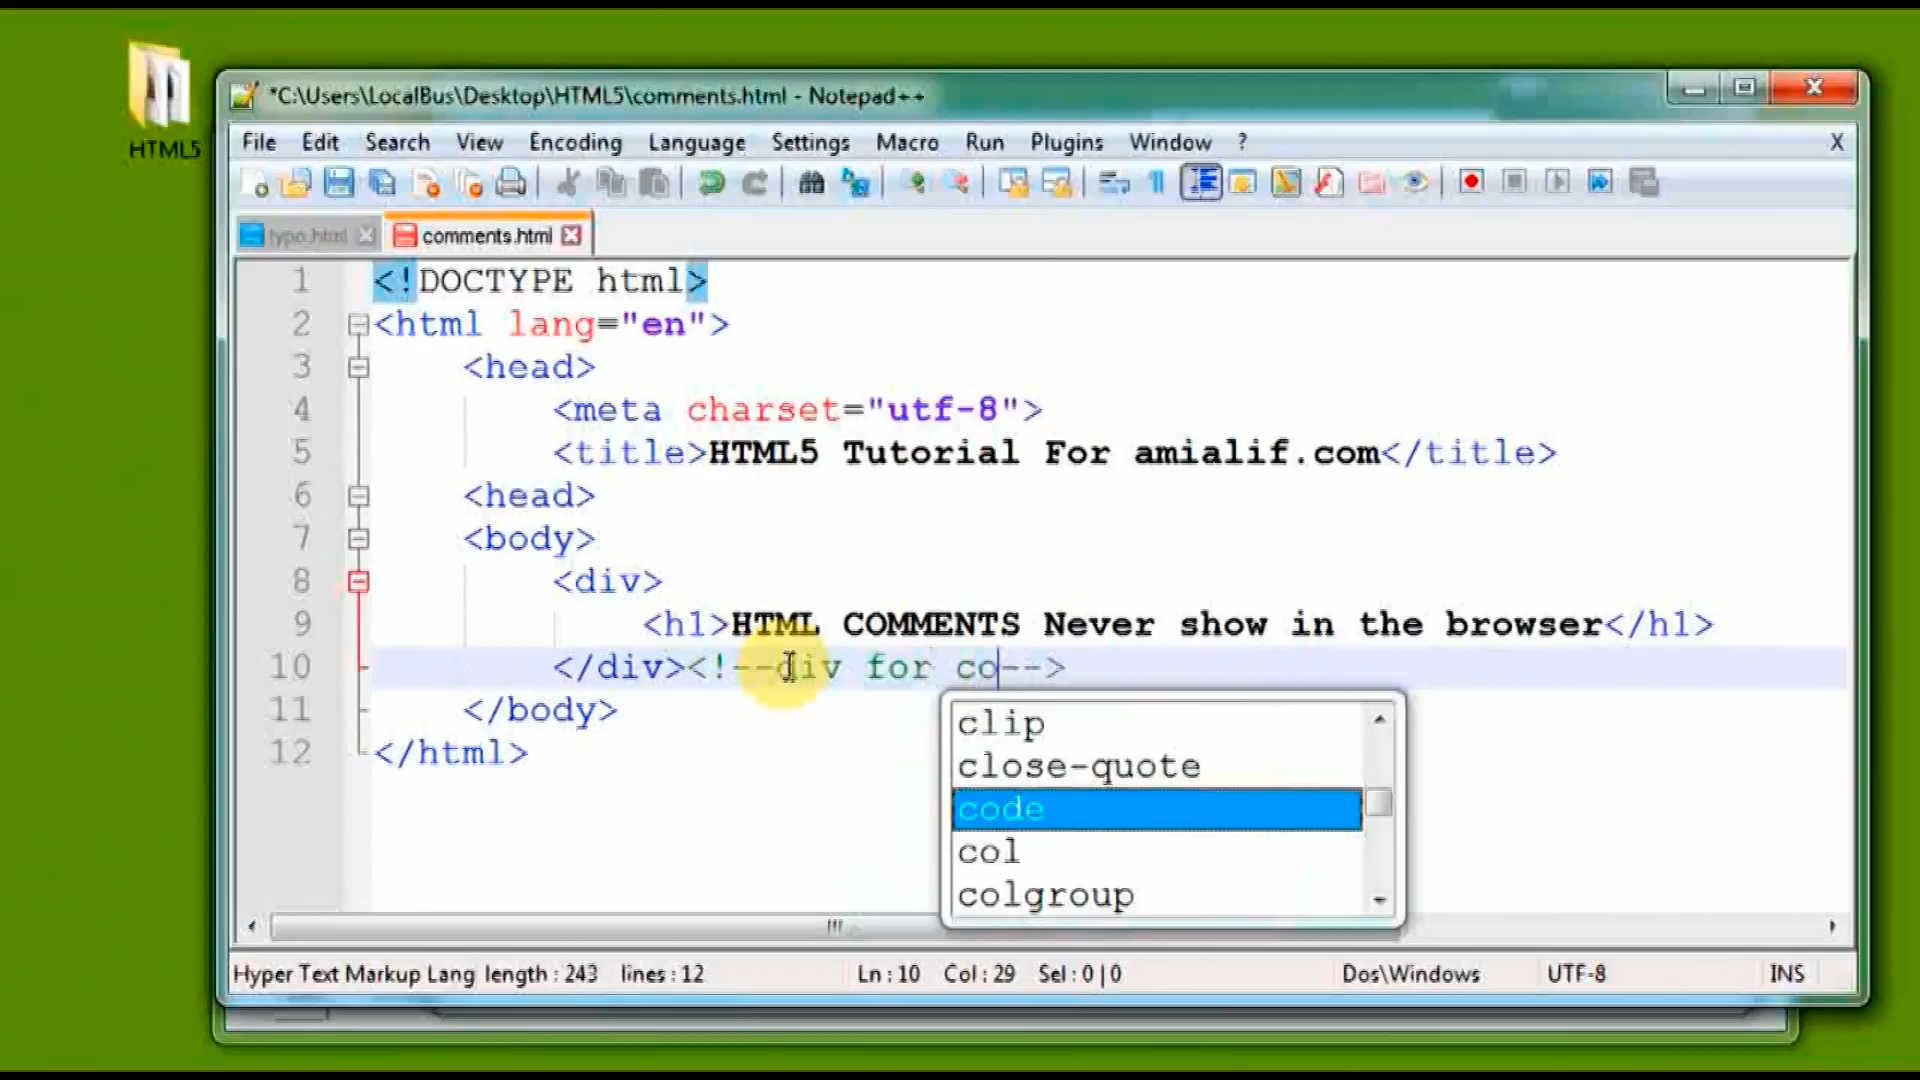 HTML5
*C:\Users\LocalBus\Desktop\HTML5\comments.html - Notepad++
File Edit Search View Encoding Language Settings Macro Run Plugins Window ? X
typo.html comments.html
1 <!DOCTYPE html>
2 <html lang="en">
3 <head>
4 <meta charset="utf-8">
5 <title>HTML5 Tutorial For amialif.com</title>
6 <head>
7 <body>
8 <div>
9 <h1>HTML COMMENTS Never show in the browser</h1>
10 </div><!--div for co-->
11 </body>
12 </html>
clip
close-quote
code
col
colgroup
Hyper Text Markup Lang length : 243 lines : 12 Ln : 10 Col : 29 Sel : 0 | 0 Dos\Windows UTF-8 INS